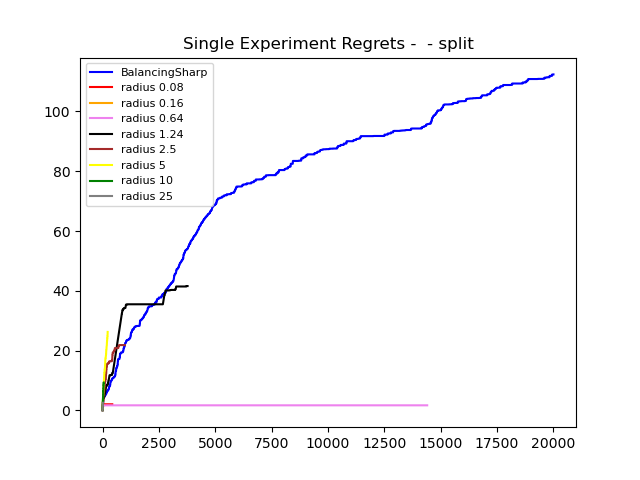 Single Experiment Regrets -  - split
BalancingSharp
radius 0.08
radius 0.16
radius 0.64
radius 1.24
radius 2.5
radius 5
radius 10
radius 25
100
80
60
40
20
0
0 2500 5000 7500 10000 12500 15000 17500 20000